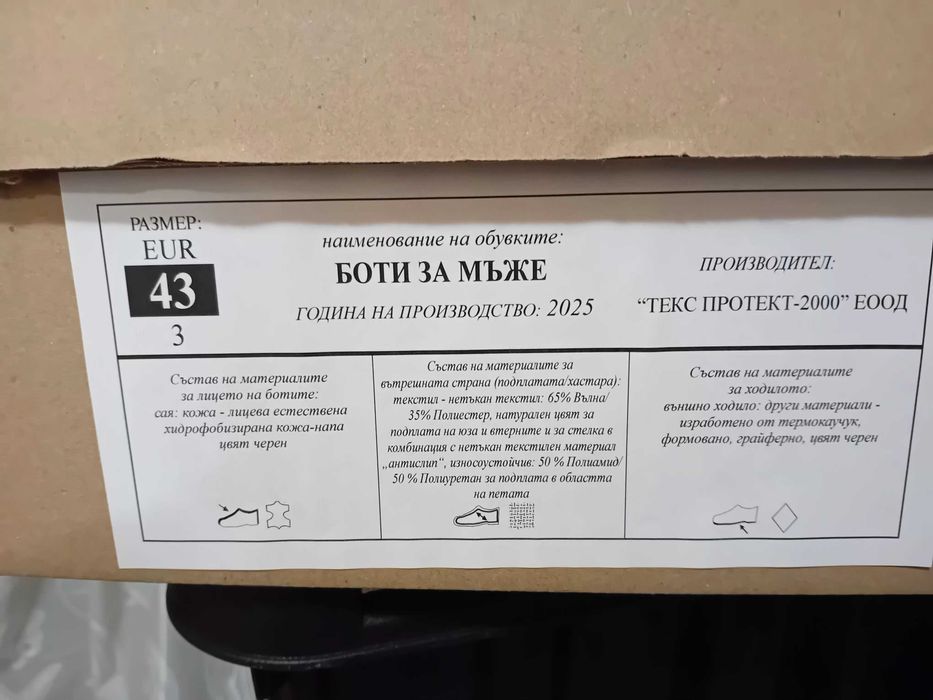 РАЗМЕР:
EUR
43
3
наименование на обувките:
БОТИ ЗА МЪЖЕ
ГОДИНА НА ПРОИЗВОДСТВО: 2025
ПРОИЗВОДИТЕЛ:
“ТЕКС ПРОТЕКТ-2000” ЕООД
Състав на материалите
за лицето на ботите:
сая: кожа - лицева естествена
хидрофобизирана кожа-напа
цвят черен
Състав на материалите за
вътрешната страна (подплатата/хастара):
текстил - нетъкан текстил: 65% Вълна/
35% Полиестер, натурален цвят за
подплата на юза и втерните и за стелка в
комбинация с нетъкан текстилен материал
„антислип“, износоустойчив: 50 % Полиамид/
50 % Полиуретан за подплата в областта
на петата
Състав на материалите
за ходилото:
външно ходило: други материали -
изработено от термокаучук,
формовано, грайферно, цвят черен